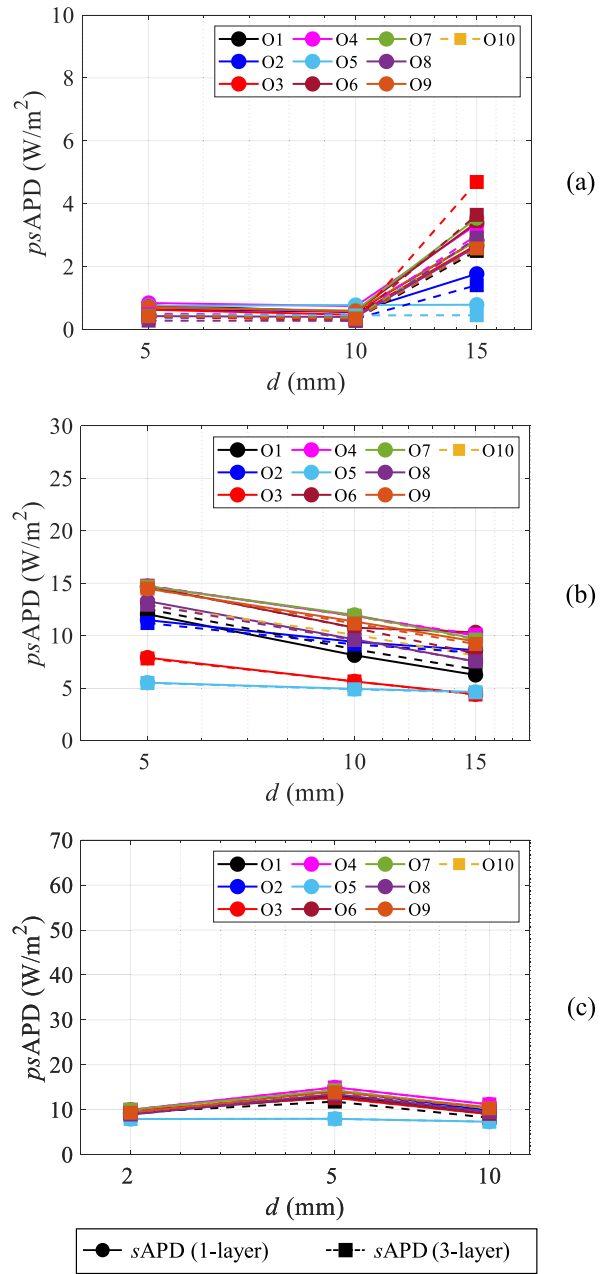 10
8
6
4
2
0
psAPD (W/m²)
O1 O4 O7 O10
O2 O5 O8
O3 O6 O9
5 10 15
d (mm)
(a)
30
25
20
15
10
5
0
psAPD (W/m²)
O1 O4 O7 O10
O2 O5 O8
O3 O6 O9
5 10 15
d (mm)
(b)
70
60
50
40
30
20
10
0
psAPD (W/m²)
O1 O4 O7 O10
O2 O5 O8
O3 O6 O9
2 5 10
d (mm)
(c)
sAPD (1-layer) sAPD (3-layer)